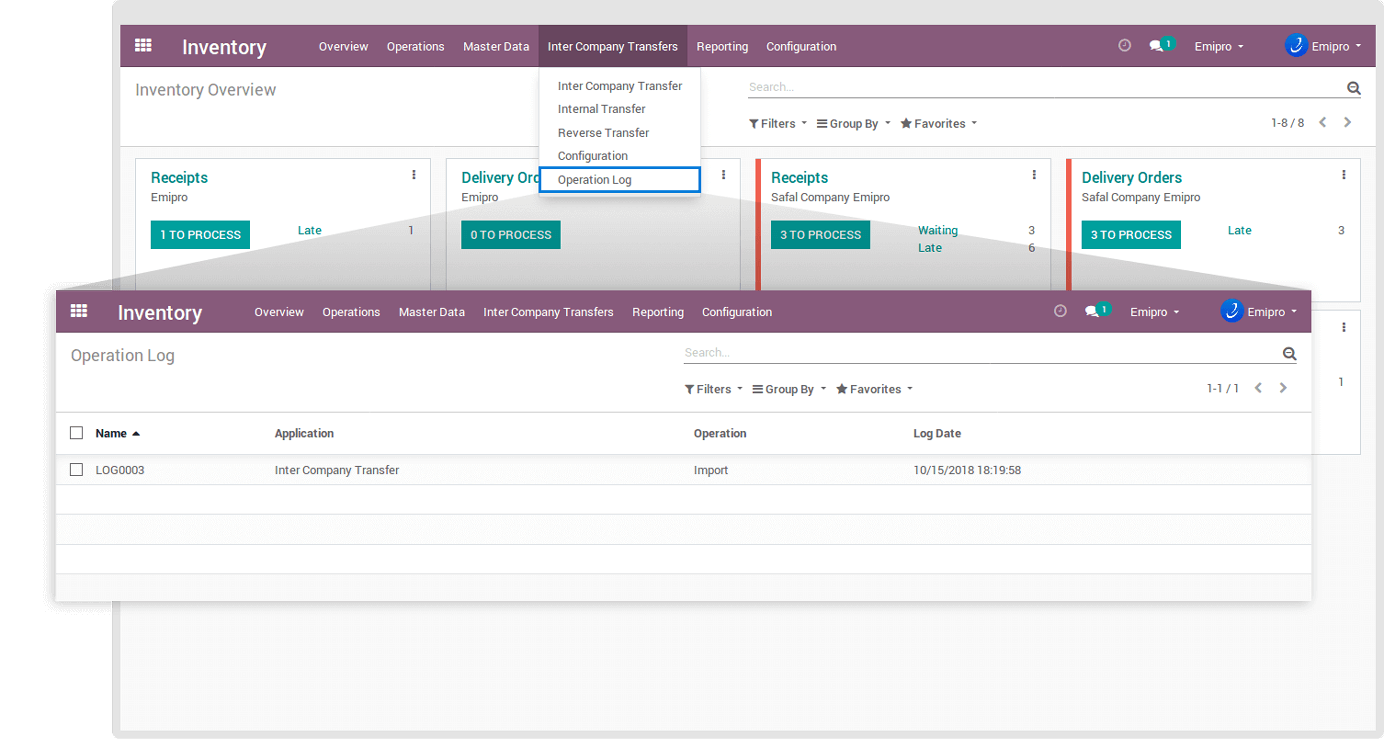 Inventory Overview Operations Master Data Inter Company Transfers Reporting Configuration 1 Emipro Emipro
Inventory Overview
Search...
Filters Group By Favorites 1-8 / 8
Inter Company Transfer
Internal Transfer
Reverse Transfer
Configuration
Operation Log
Receipts
Emipro
1 TO PROCESS Late 1
Delivery Ord
Emipro
0 TO PROCESS
Receipts
Safal Company Emipro
3 TO PROCESS Waiting 3
Late 6
Delivery Orders
Safal Company Emipro
3 TO PROCESS Late 3
1
Inventory Overview Operations Master Data Inter Company Transfers Reporting Configuration 1 Emipro Emipro
Operation Log
Search...
Filters Group By Favorites 1-1 / 1
Name Application Operation Log Date
LOG0003 Inter Company Transfer Import 10/15/2018 18:19:58